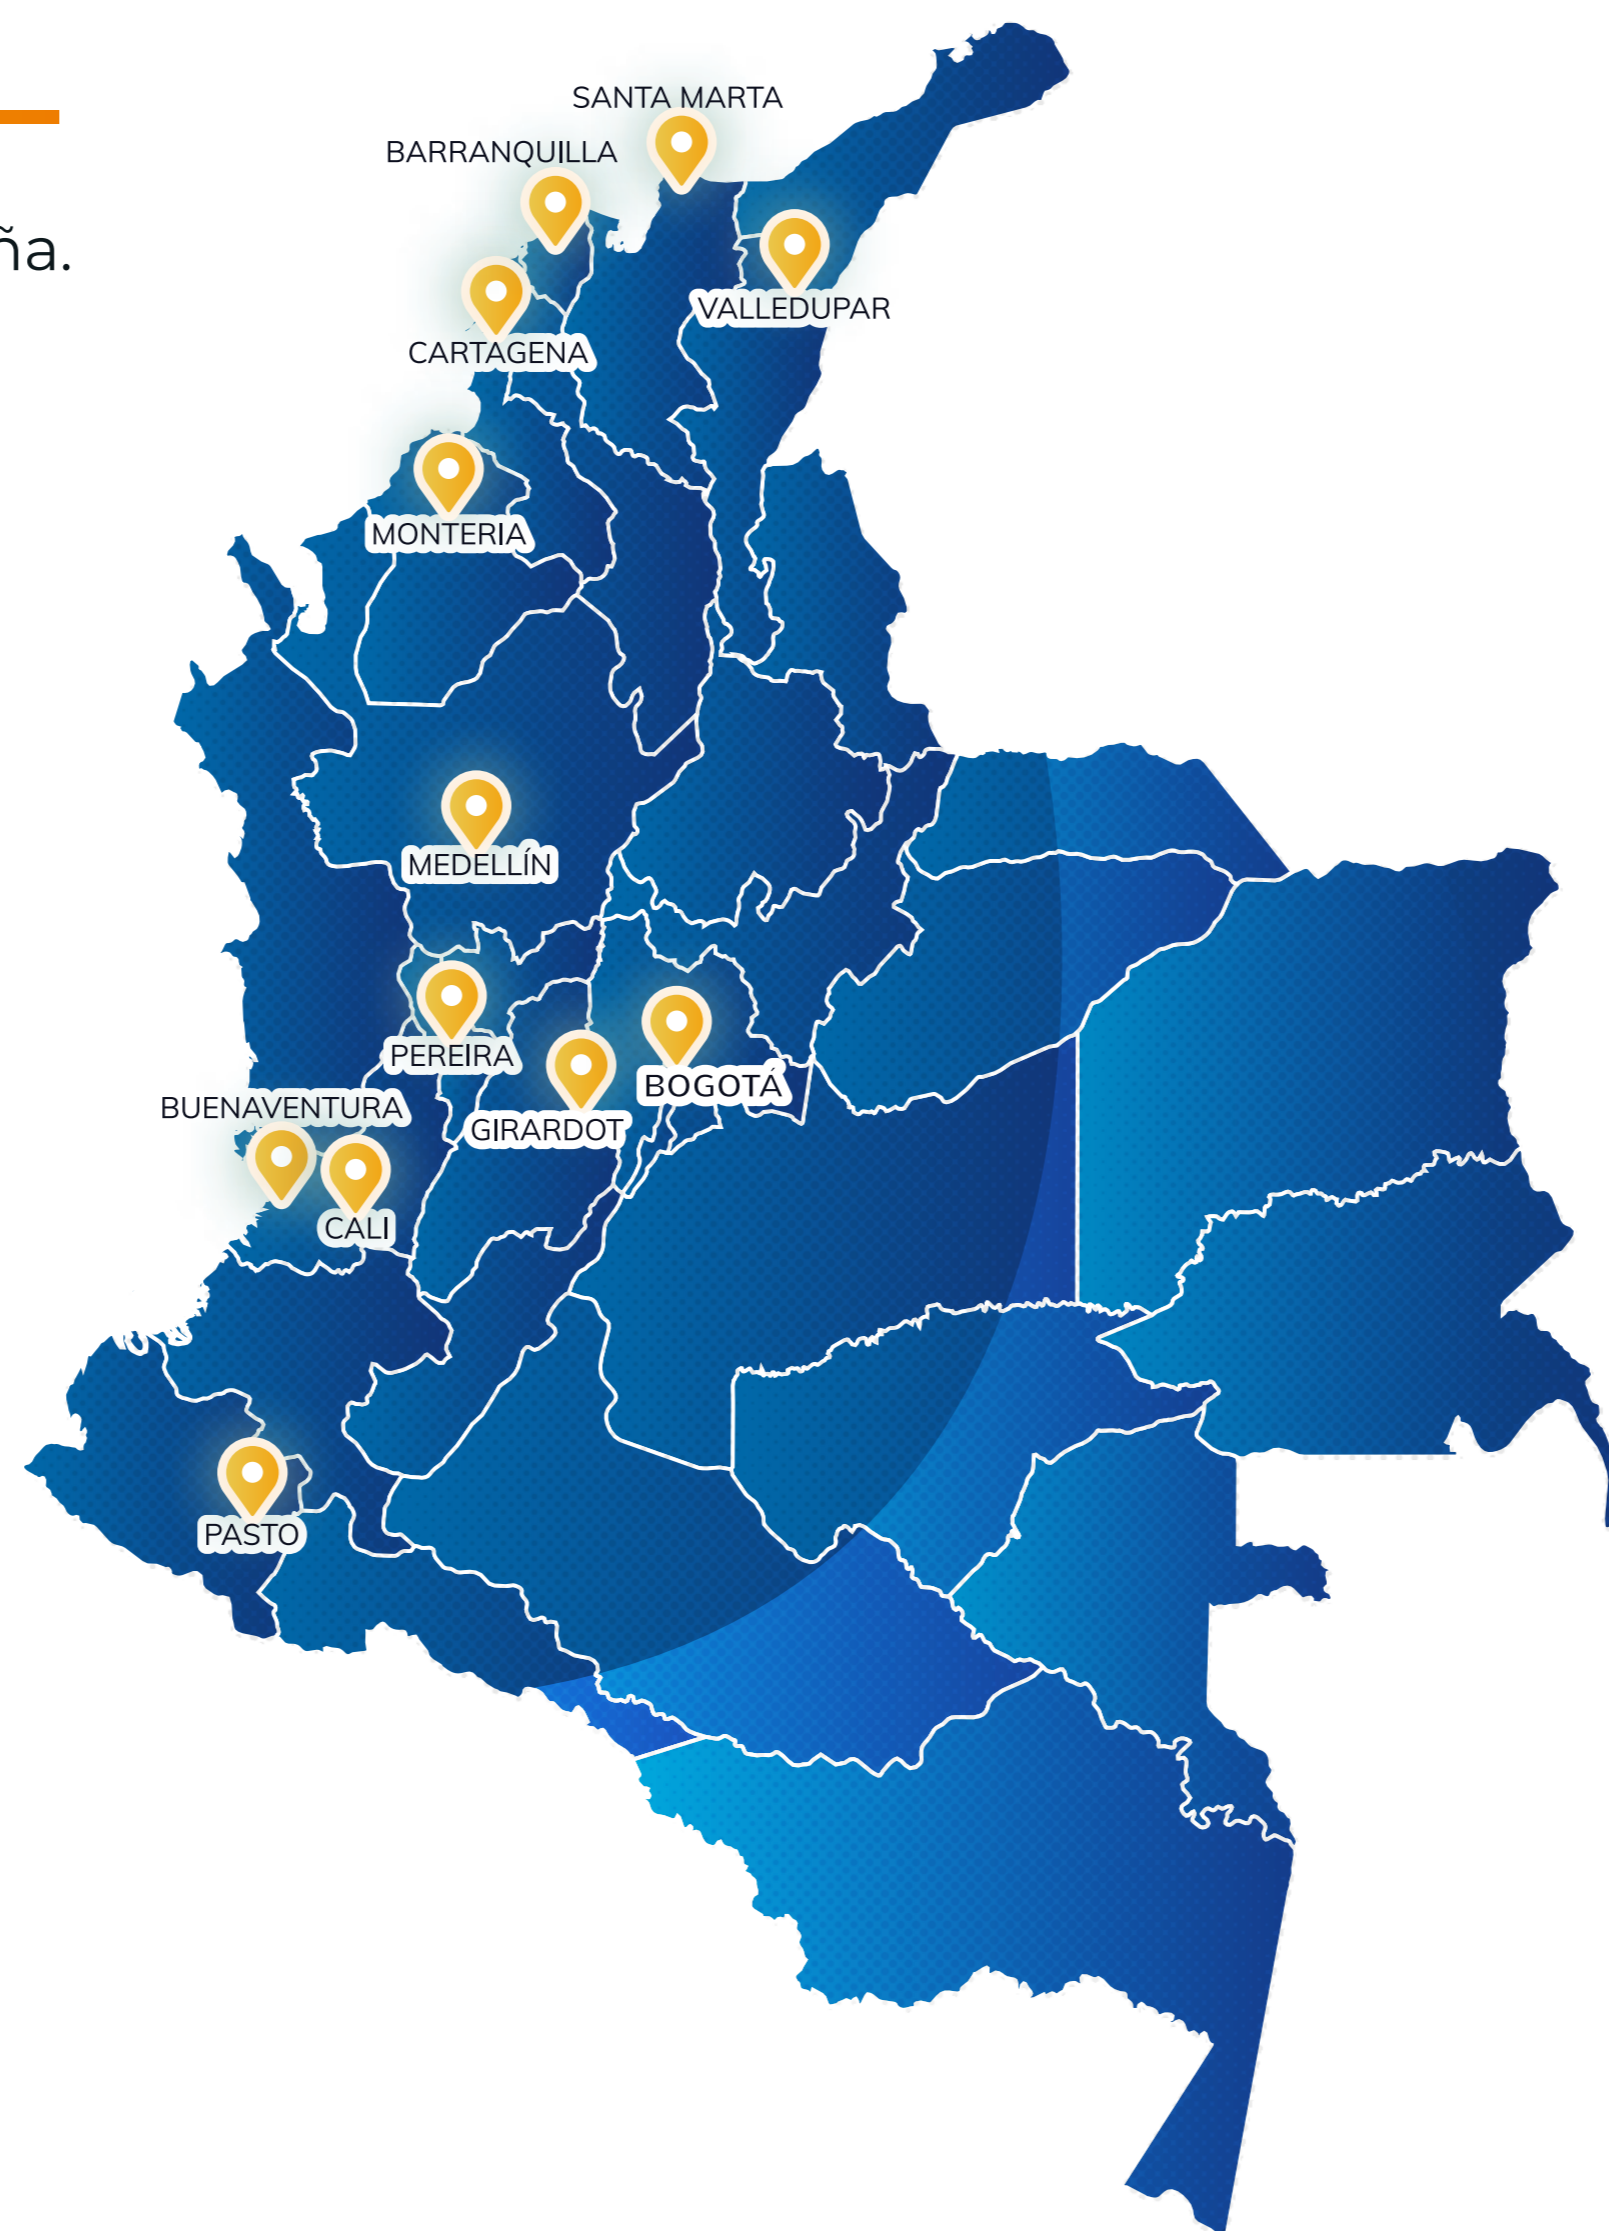 SANTA MARTA
BARRANQUILLA
ña.
VALLEDUPAR
CARTAGENA
MONTERIA
MEDELLÍN
PEREIRA
BOGOTÁ
BUENAVENTURA
GIRARDOT
CALI
PASTO